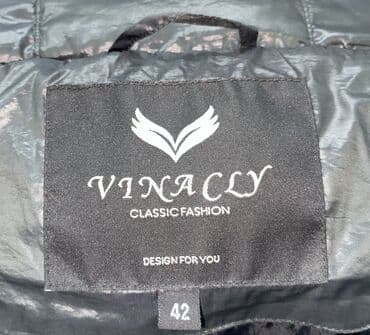 VINACLY
CLASSIC FASHION
DESIGN FOR YOU
42